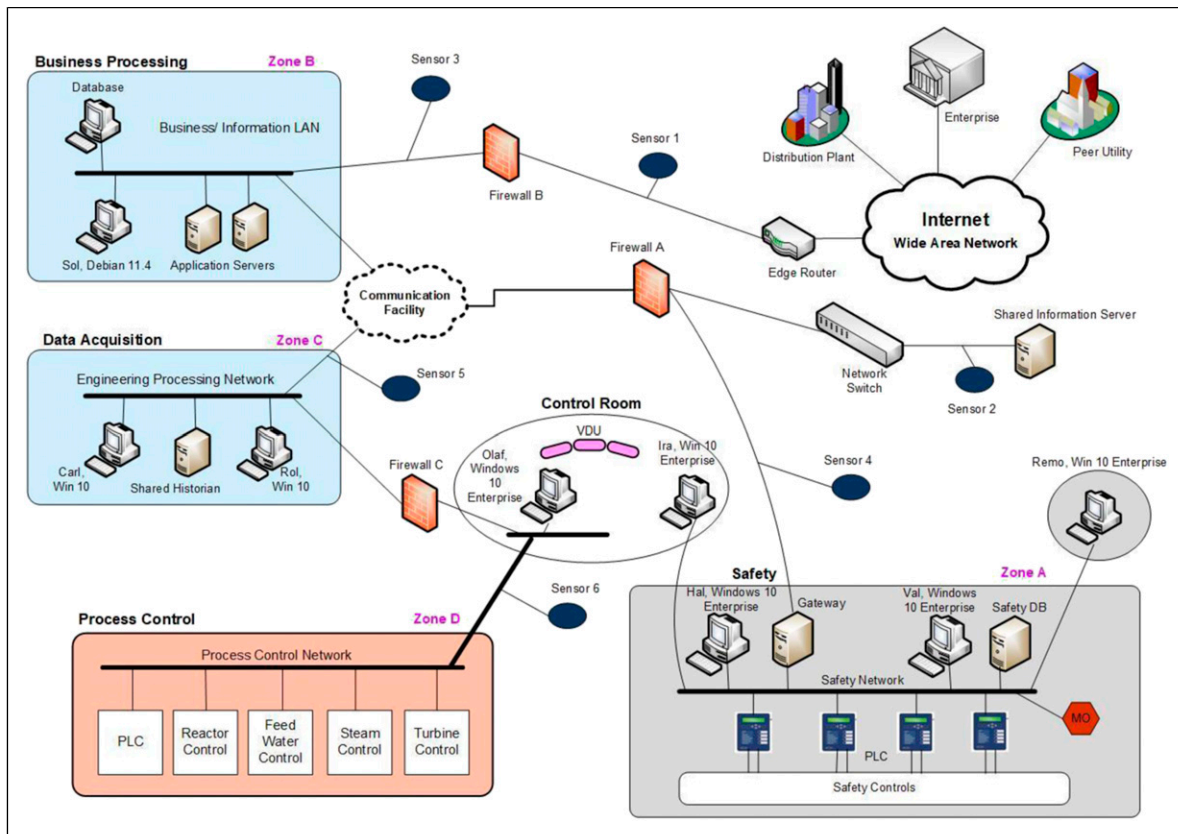 Business Processing
Zone B
Database
Business/ Information LAN
Sol, Debian 11.4
Application Servers
Sensor 3
Firewall B
Sensor 1
Distribution Plant
Enterprise
Peer Utility
Internet
Wide Area Network
Edge Router
Firewall A
Communication
Facility
Shared Information Server
Network
Switch
Sensor 2
Data Acquisition
Zone C
Engineering Processing Network
Carl,
Win 10
Shared Historian
Rol,
Win 10
Sensor 5
Control Room
VDU
Olaf,
Windows
10
Enterprise
Ira, Win 10
Enterprise
Firewall C
Sensor 4
Remo, Win 10 Enterprise
Sensor 6
Process Control
Zone D
Process Control Network
PLC
Reactor
Control
Feed
Water
Control
Steam
Control
Turbine
Control
Safety
Zone A
Hal, Windows 10
Enterprise
Gateway
Val, Windows
10 Enterprise
Safety DB
Safety Network
MO
PLC
Safety Controls